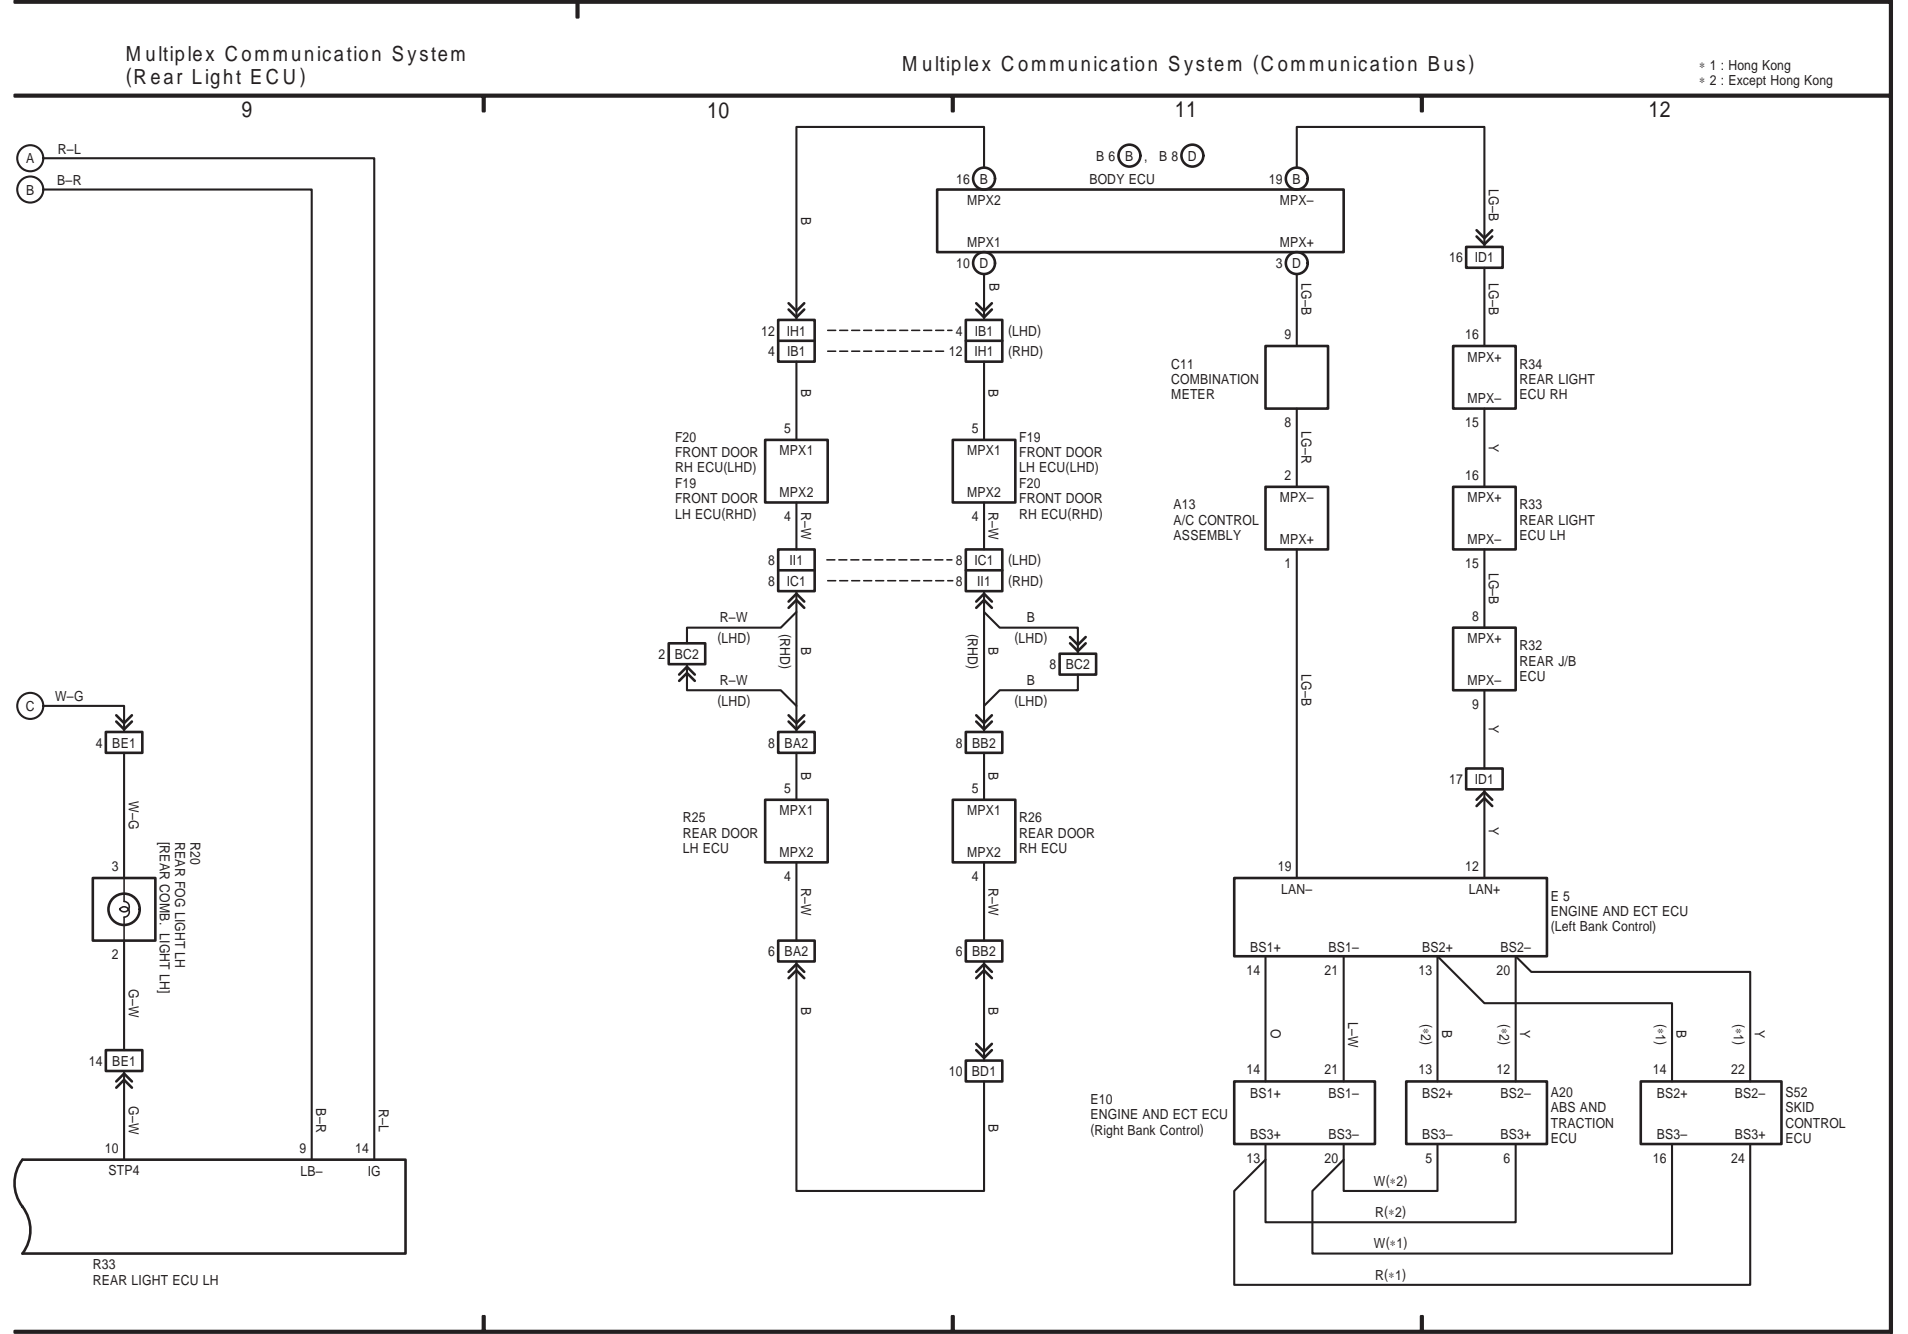 Multiplex Communication System
(Rear Light ECU)
Multiplex Communication System (Communication Bus)
∗ 1 : Hong Kong
∗ 2 : Except Hong Kong
9
10
11
12
A
R–L
B
B–R
C
W–G
4 BE1
W–G
3
R20
REAR FOG LIGHT LH
[REAR COMB. LIGHT LH]
2
G–W
14 BE1
G–W
B–R
R–L
10
9
14
STP4
LB–
IG
R33
REAR LIGHT ECU LH
B 6 B , B 8 D
BODY ECU
16 B
19 B
MPX2
MPX–
MPX1
MPX+
10 D
3 D
B
B
12 IH1
4 IB1 (LHD)
4 IB1
12 IH1 (RHD)
B
B
5
5
F20
FRONT DOOR
RH ECU(LHD)
F19
FRONT DOOR
LH ECU(RHD)
MPX1
MPX2
MPX1
MPX2
F19
FRONT DOOR
LH ECU(LHD)
F20
FRONT DOOR
RH ECU(RHD)
4
R–W
4
R–W
8 II1
8 IC1 (LHD)
8 IC1
8 II1 (RHD)
R–W
(LHD)
2 BC2
(RHD)
B
R–W
(LHD)
B
(LHD)
(RHD)
B
8 BC2
B
(LHD)
8 BA2
8 BB2
B
B
5
5
R25
REAR DOOR
LH ECU
MPX1
MPX2
MPX1
MPX2
R26
REAR DOOR
RH ECU
4
R–W
4
R–W
6 BA2
6 BB2
B
B
10 BD1
B
LG–B
9
C11
COMBINATION
METER
8
LG–R
2
A13
A/C CONTROL
ASSEMBLY
MPX–
MPX+
1
LG–B
LG–B
16 ID1
LG–B
16
MPX+
MPX–
R34
REAR LIGHT
ECU RH
15
Y
16
MPX+
MPX–
R33
REAR LIGHT
ECU LH
15
LG–B
8
MPX+
MPX–
R32
REAR J/B
ECU
9
Y
17 ID1
Y
19
12
LAN–
LAN+
E 5
ENGINE AND ECT ECU
(Left Bank Control)
BS1+
BS1–
BS2+
BS2–
14
21
13
20
O
L–W
(∗2)
B
(∗2)
Y
(∗1)
B
(∗1)
Y
14
21
13
12
14
22
E10
ENGINE AND ECT ECU
(Right Bank Control)
BS1+
BS1–
BS3+
BS3–
BS2+
BS2–
BS3–
BS3+
A20
ABS AND
TRACTION
ECU
BS2+
BS2–
BS3–
BS3+
S52
SKID
CONTROL
ECU
13
20
5
6
16
24
W(∗2)
R(∗2)
W(∗1)
R(∗1)